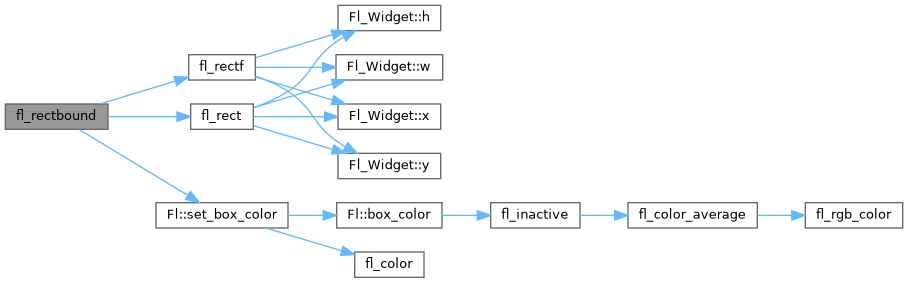 Fl_Widget::h
fl_rectf
Fl_Widget::w
fl_rectbound
fl_rect
Fl_Widget::x
Fl_Widget::y
Fl::set_box_color
Fl::box_color
fl_inactive
fl_color_average
fl_rgb_color
fl_color